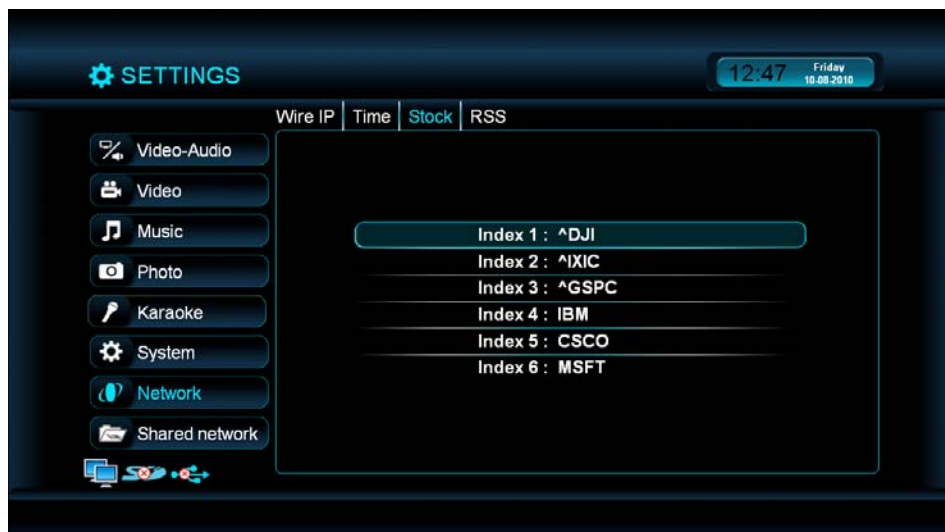 SETTINGS
12:47
Friday
10-08-2010
Wire IP Time Stock RSS
Video-Audio
Video
Music
Photo
Karaoke
System
Network
Shared network
Index 1 : ^DJI
Index 2 : ^IXIC
Index 3 : ^GSPC
Index 4 : IBM
Index 5 : CSCO
Index 6 : MSFT